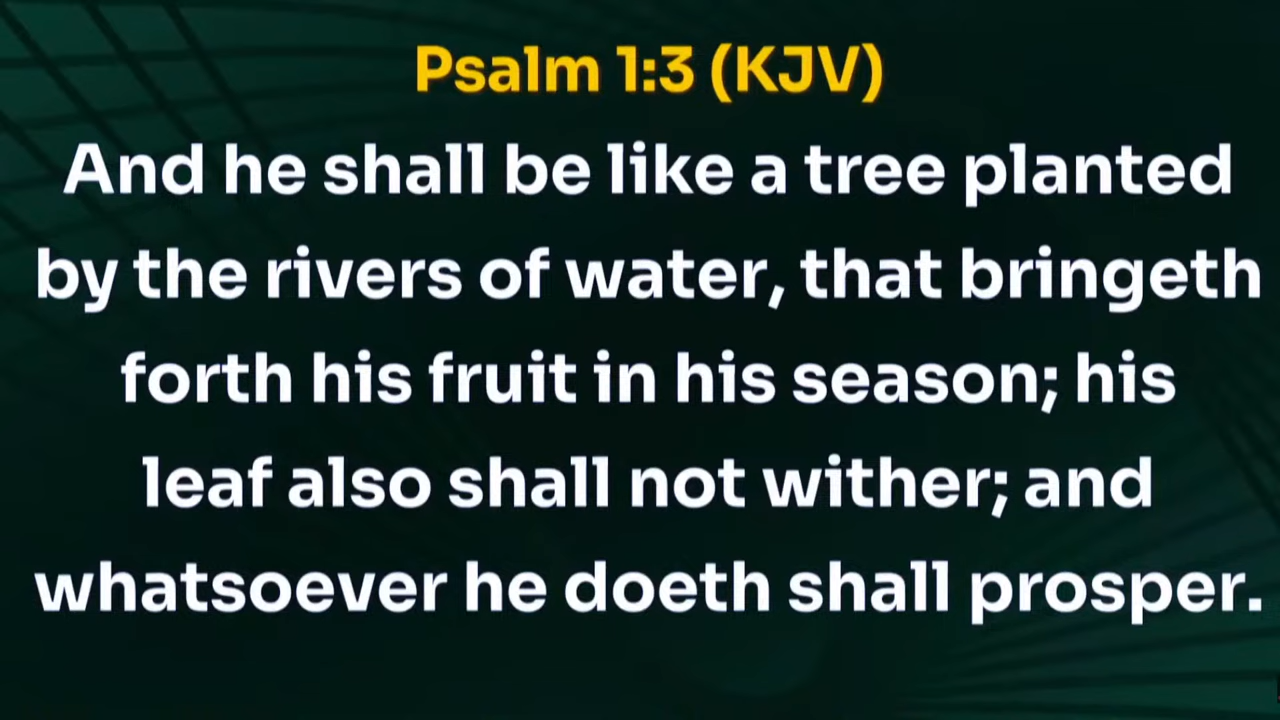 Psalm 1:3 (KJV)
And he shall be like a tree planted
by the rivers of water, that bringeth
forth his fruit in his season; his
leaf also shall not wither; and
whatsoever he doeth shall prosper.